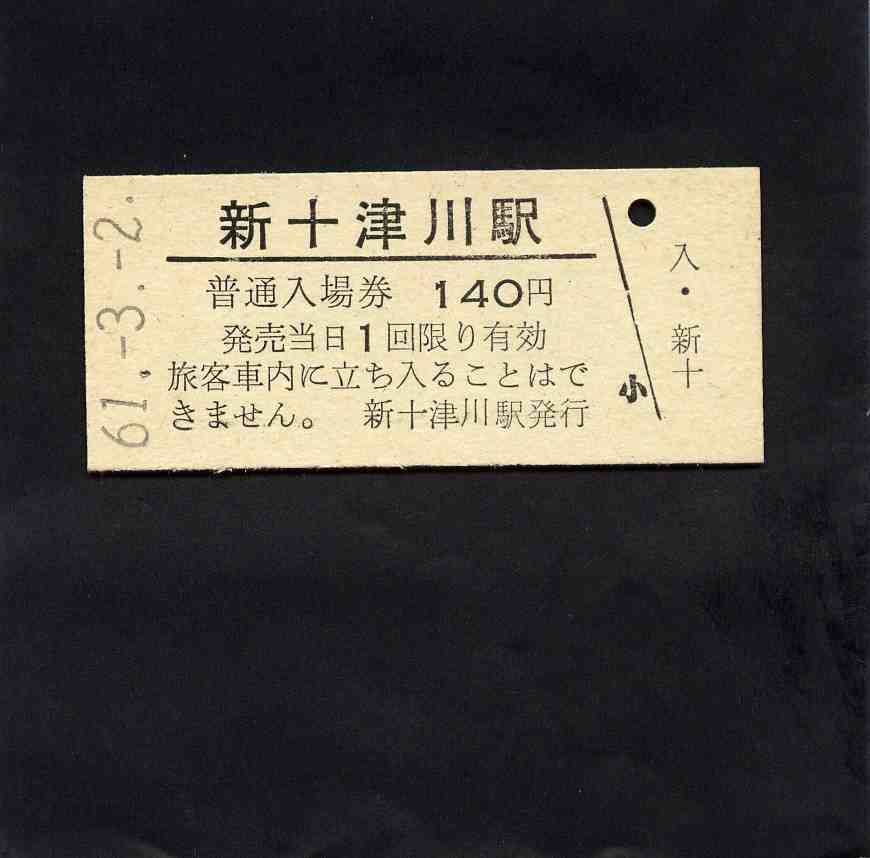 新十津川駅
普通入場券 140円
発売当日1回限り有効
旅客車内に立ち入ることはで
きません。 新十津川駅発行
61.-3.-2.
小
入・新十